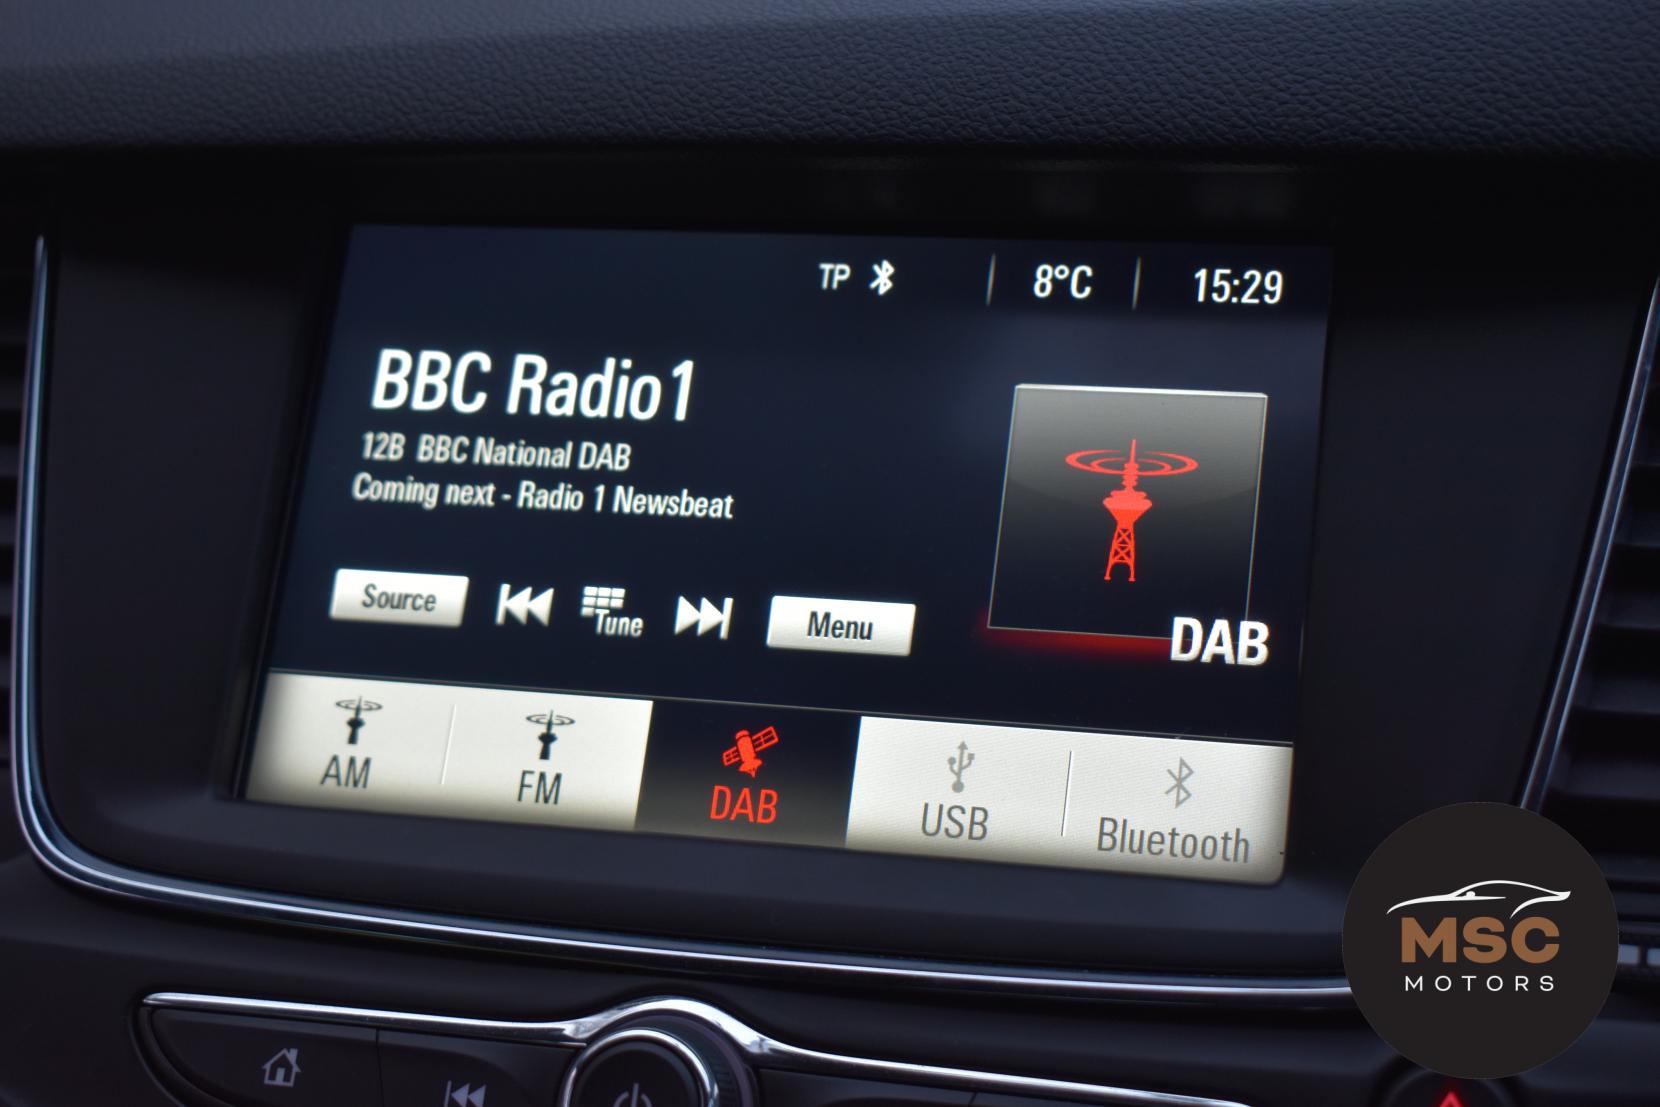 TP 8°C 15:29
BBC Radio1
12B BBC National DAB
Coming next - Radio 1 Newsbeat
DAB
Source Tune Menu
AM FM DAB USB Bluetooth
MSC
MOTORS